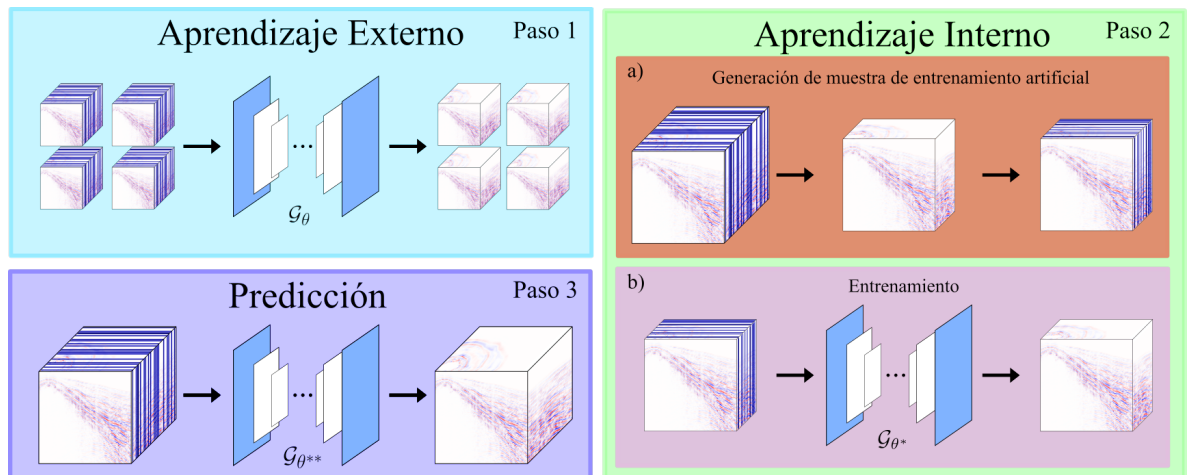 Aprendizaje Externo
Paso 1
...
𝒢θ
Aprendizaje Interno
Paso 2
a)
Generación de muestra de entrenamiento artificial
b)
Entrenamiento
...
𝒢θ*
Predicción
Paso 3
...
𝒢θ**